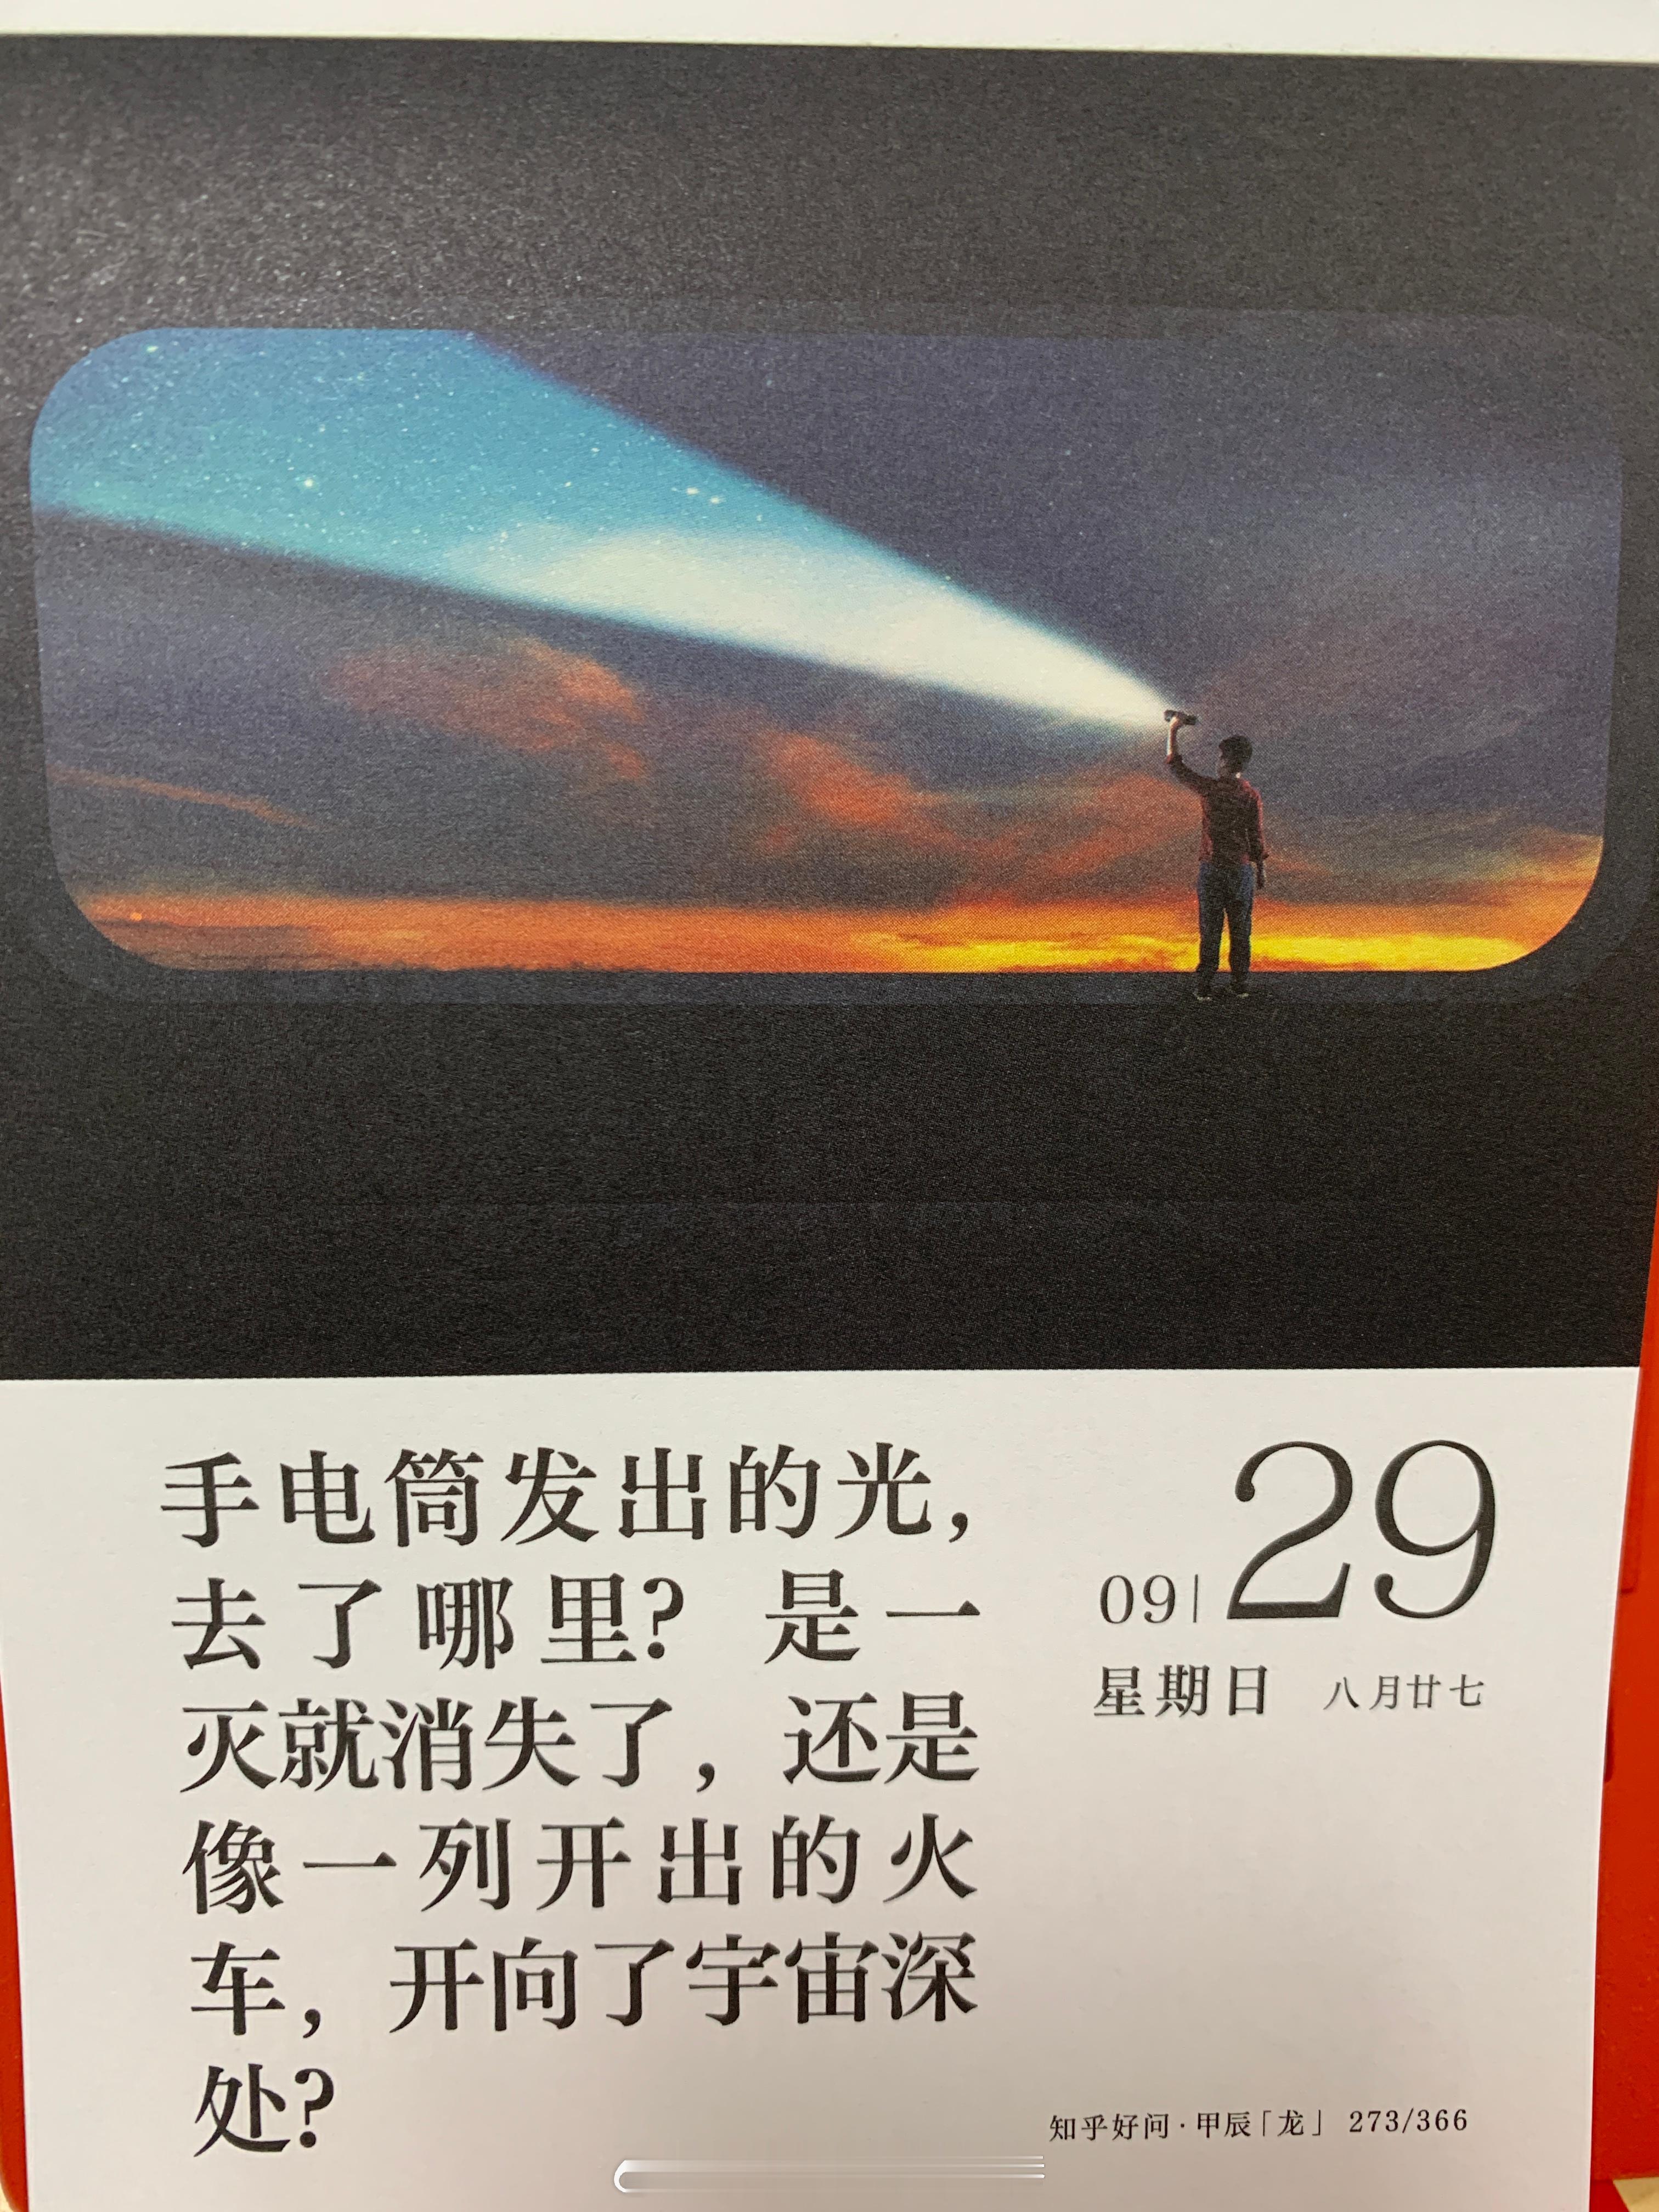 手电筒发出的光，
去了哪里？是一
灭就消失了，还是
像一列开出的火
车，开向了宇宙深
处？
09|29
星期日 八月廿七
知乎好问·甲辰「龙」 273/366